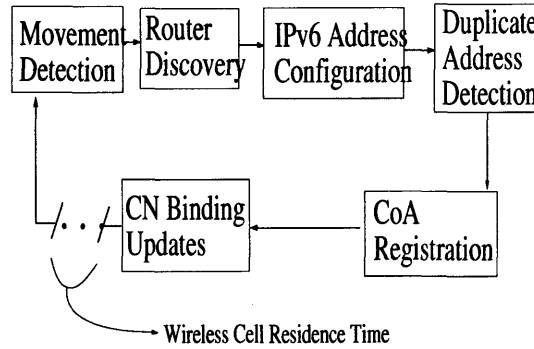 Movement
Detection
Router
Discovery
IPv6 Address
Configuration
Duplicate
Address
Detection
CoA
Registration
CN Binding
Updates
Wireless Cell Residence Time